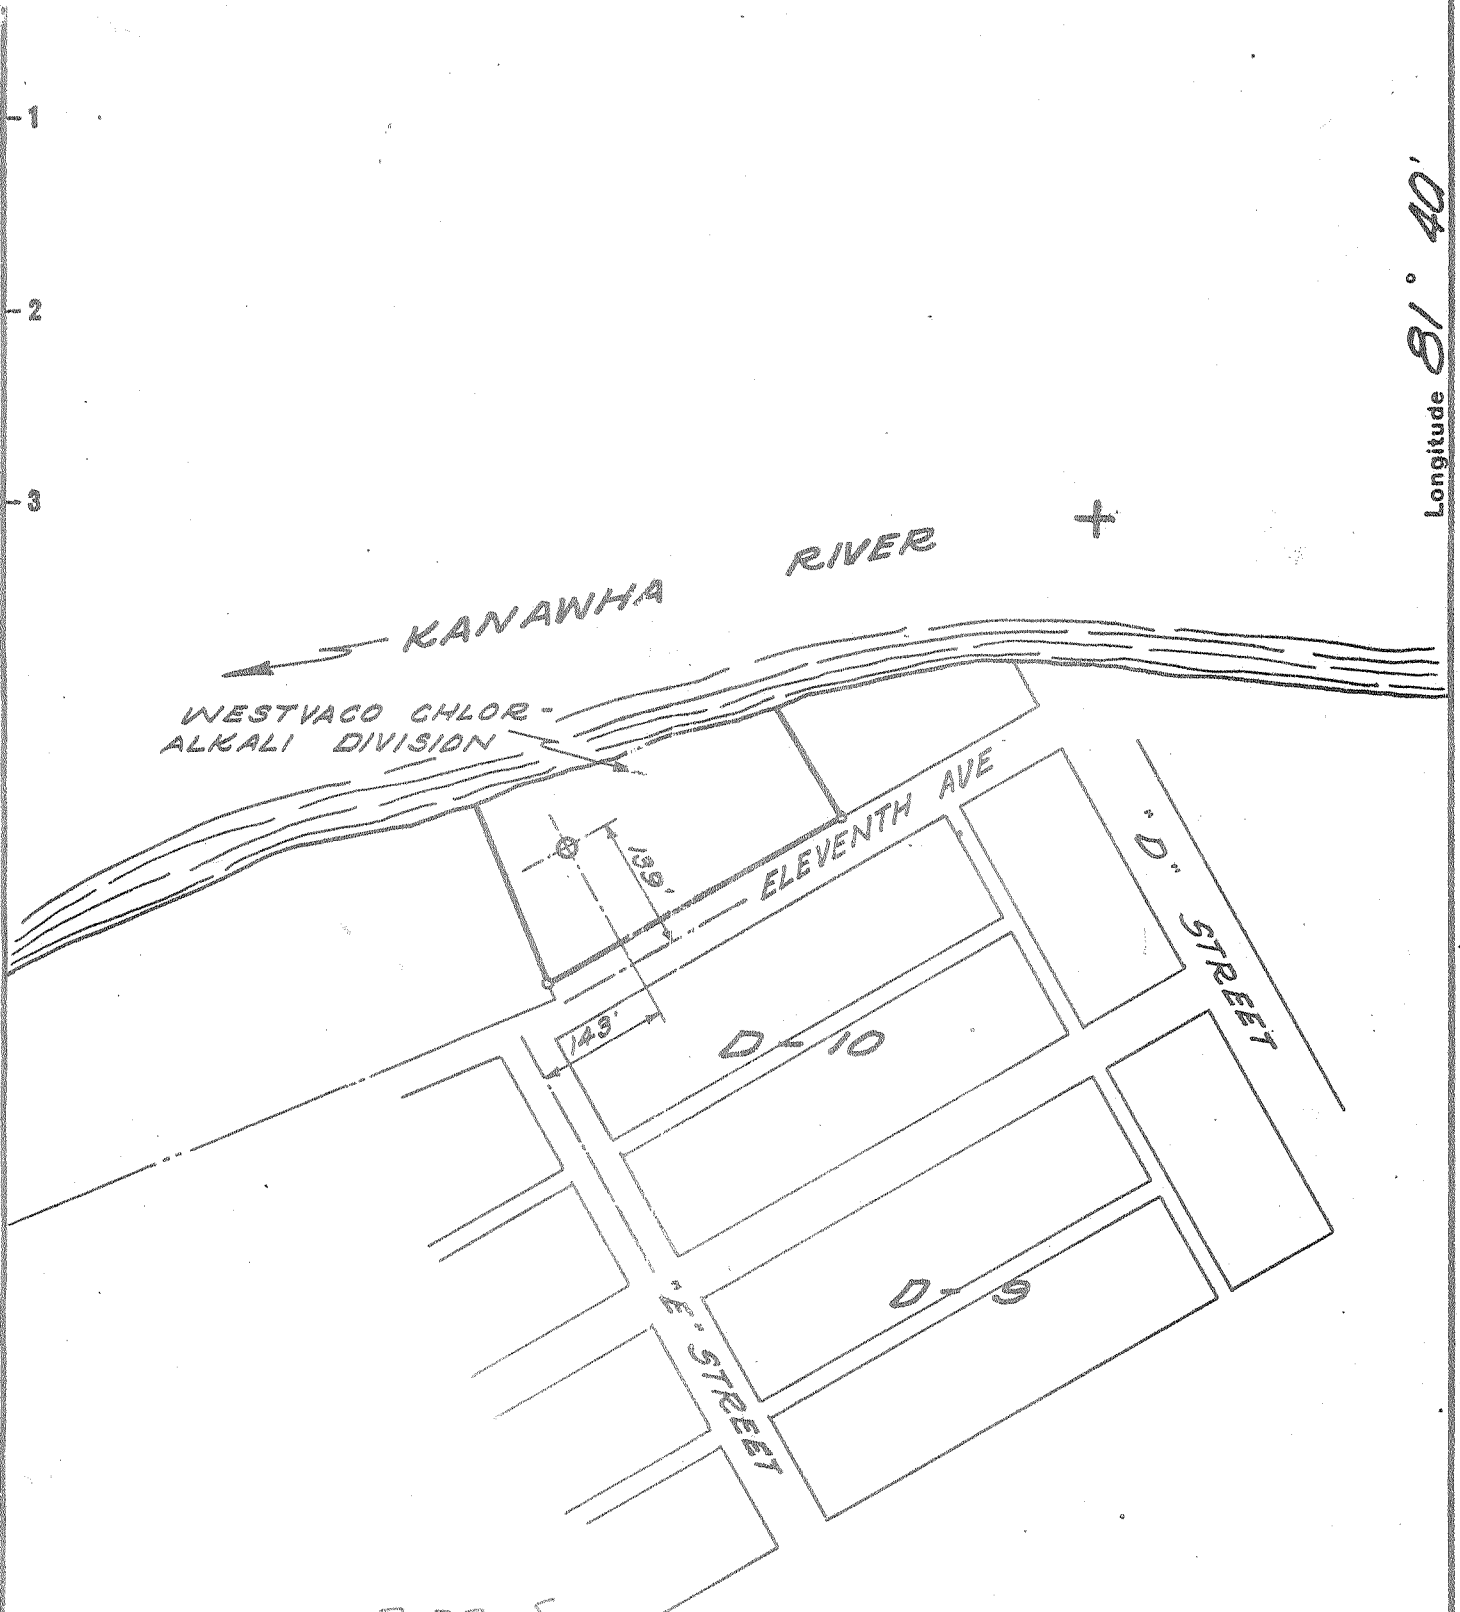 -1
-2
-3
Longitude 81° 40'
KANAWHA RIVER
WESTVACO CHLOR-
ALKALI DIVISION
ELEVENTH AVE
139'
143'
"D" STREET
D-10
D-9
"E" STREET